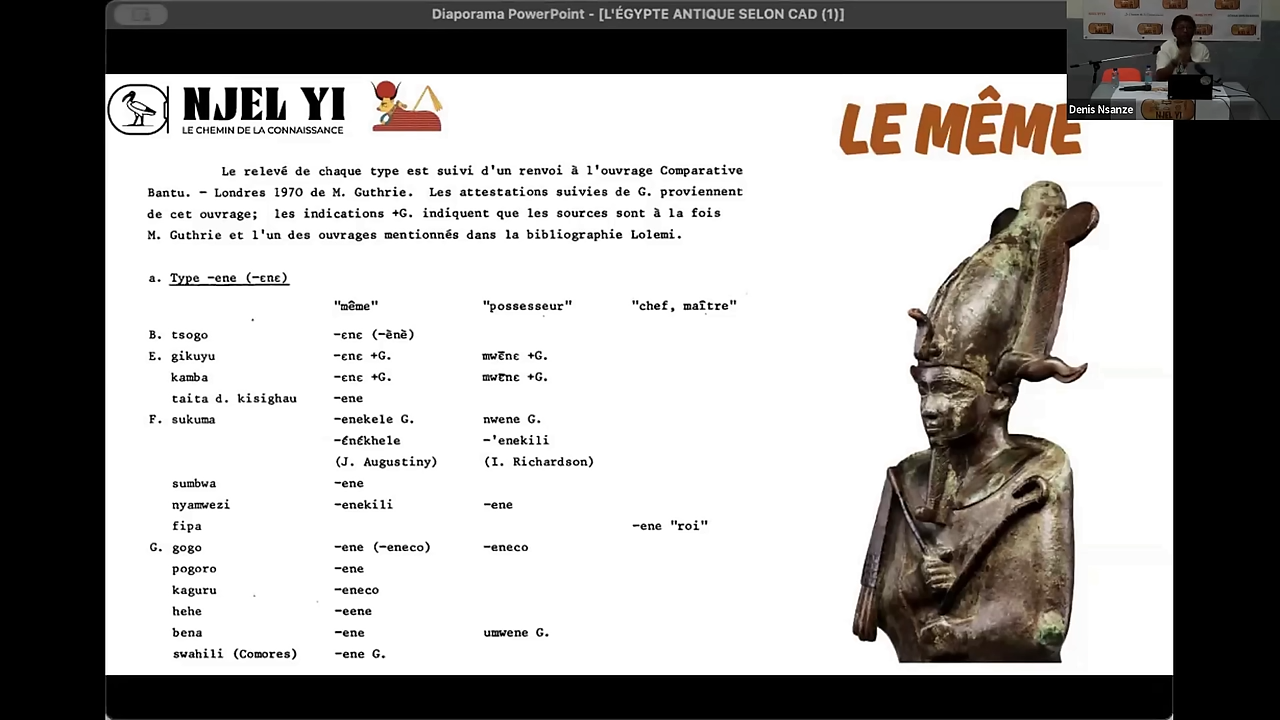 Diaporama PowerPoint - [L'ÉGYPTE ANTIQUE SELON CAD (1)]
Denis Nsanze
NJEL YI
LE CHEMIN DE LA CONNAISSANCE
LE MÊME
Le relevé de chaque type est suivi d'un renvoi à l'ouvrage Comparative
Bantu. - Londres 1970 de M. Guthrie. Les attestations suivies de G. proviennent
de cet ouvrage; les indications +G. indiquent que les sources sont à la fois
M. Guthrie et l'un des ouvrages mentionnés dans la bibliographie Lolemi.
a. Type -ene (-ɛnɛ)
"même" "possesseur" "chef, maître"
B. tsogo -ɛnɛ (-ènè)
E. gikuyu -ɛnɛ +G. mwɛ̄nɛ +G.
kamba -ɛnɛ +G. mwɛ̄nɛ +G.
taita d. kisighau -ene
F. sukuma -enekele G. nwene G.
-énékhele -'enekili
(J. Augustiny) (I. Richardson)
sumbwa -ene
nyamwezi -enekili -ene
fipa -ene "roi"
G. gogo -ene (-eneco) -eneco
pogoro -ene
kaguru -eneco
hehe -eene
bena -ene umwene G.
swahili (Comores) -ene G.